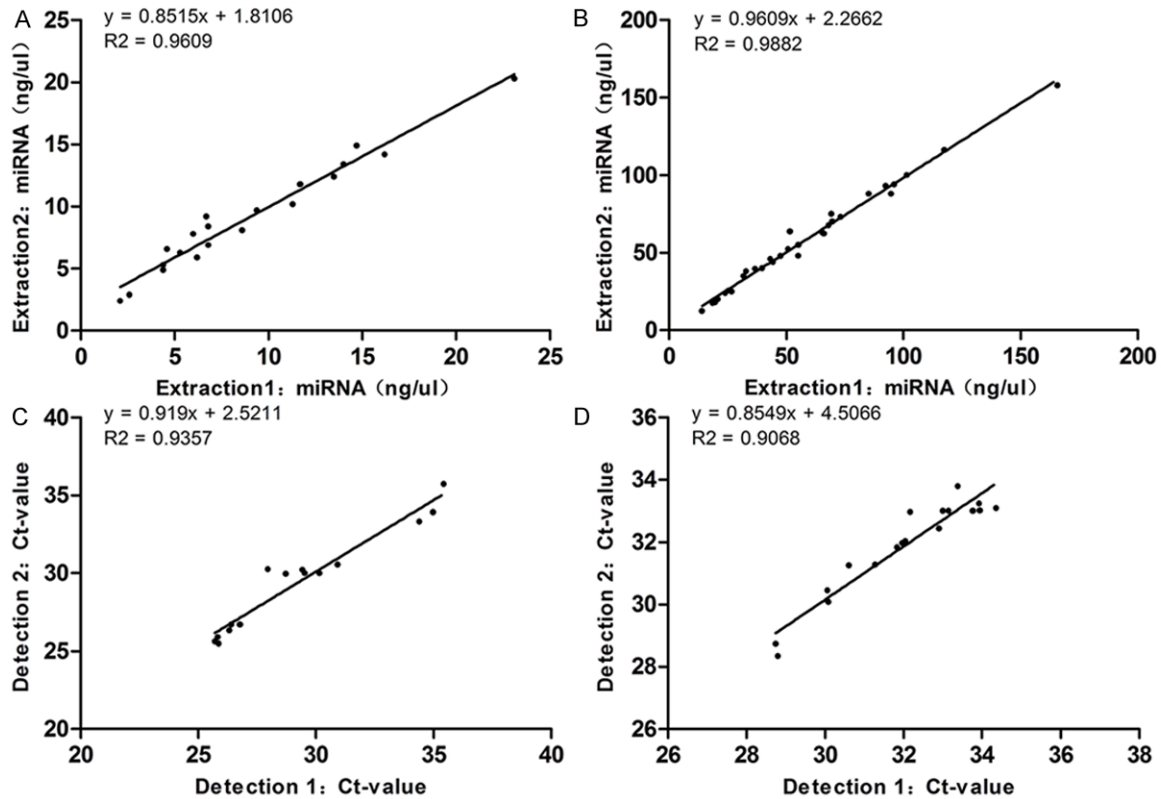 A
y = 0.8515x + 1.8106
R2 = 0.9609
25
20
15
10
5
0
Extraction2：miRNA（ng/ul）
0 5 10 15 20 25
Extraction1：miRNA（ng/ul）
B
y = 0.9609x + 2.2662
R2 = 0.9882
200
150
100
50
0
Extraction2：miRNA（ng/ul）
0 50 100 150 200
Extraction1：miRNA（ng/ul）
C
y = 0.919x + 2.5211
R2 = 0.9357
40
35
30
25
20
Detection 2：Ct-value
20 25 30 35 40
Detection 1：Ct-value
D
y = 0.8549x + 4.5066
R2 = 0.9068
36
34
32
30
28
26
Detection 2：Ct-value
26 28 30 32 34 36 38
Detection 1：Ct-value